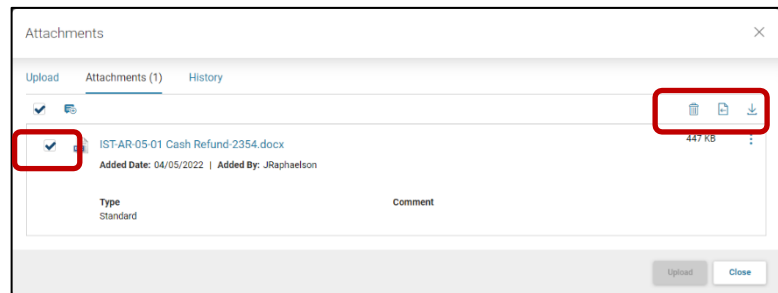 Attachments
Upload Attachments (1) History
IST-AR-05-01 Cash Refund-2354.docx 447 KB
Added Date: 04/05/2022 | Added By: JRaphaelson
Type Comment
Standard
Upload Close